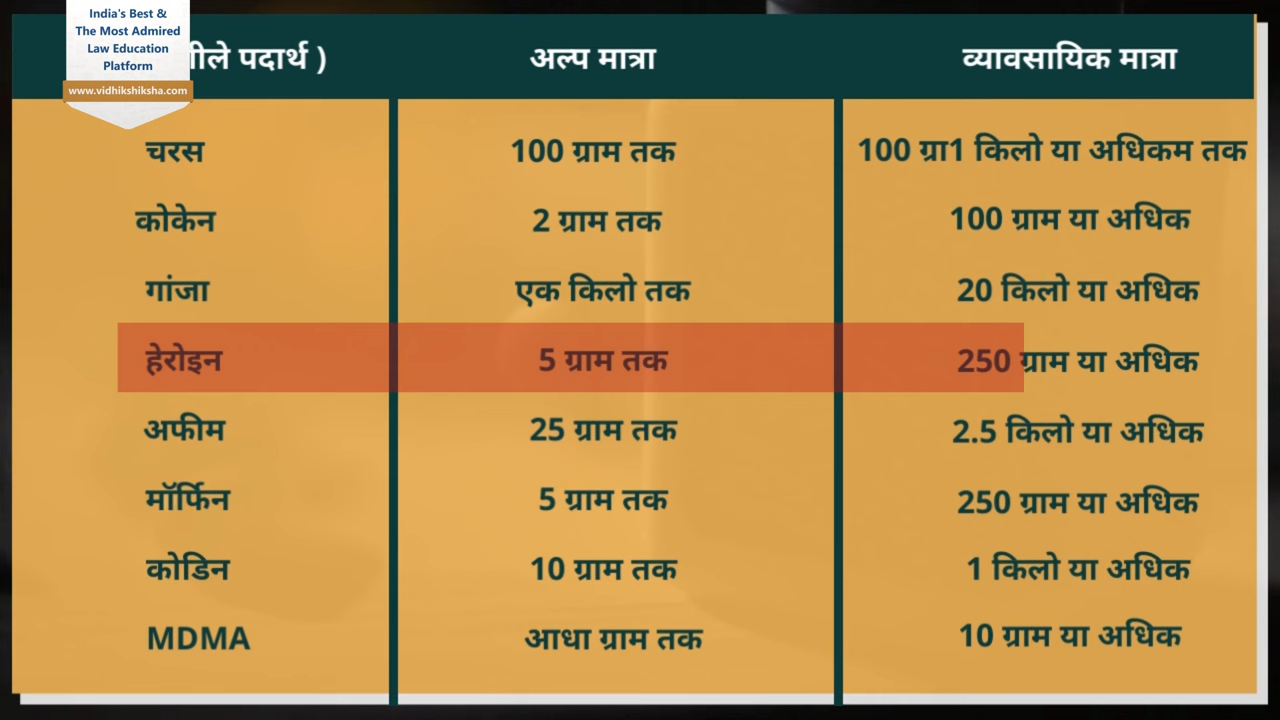 India's Best &
The Most Admired
Law Education
Platform
www.vidhikshiksha.com
पदार्थ ) अल्प मात्रा व्यावसायिक मात्रा
चरस 100 ग्राम तक 100 ग्रा1 किलो या अधिकम तक
कोकेन 2 ग्राम तक 100 ग्राम या अधिक
गांजा एक किलो तक 20 किलो या अधिक
हेरोइन 5 ग्राम तक 250 ग्राम या अधिक
अफीम 25 ग्राम तक 2.5 किलो या अधिक
मॉर्फिन 5 ग्राम तक 250 ग्राम या अधिक
कोडिन 10 ग्राम तक 1 किलो या अधिक
MDMA आधा ग्राम तक 10 ग्राम या अधिक